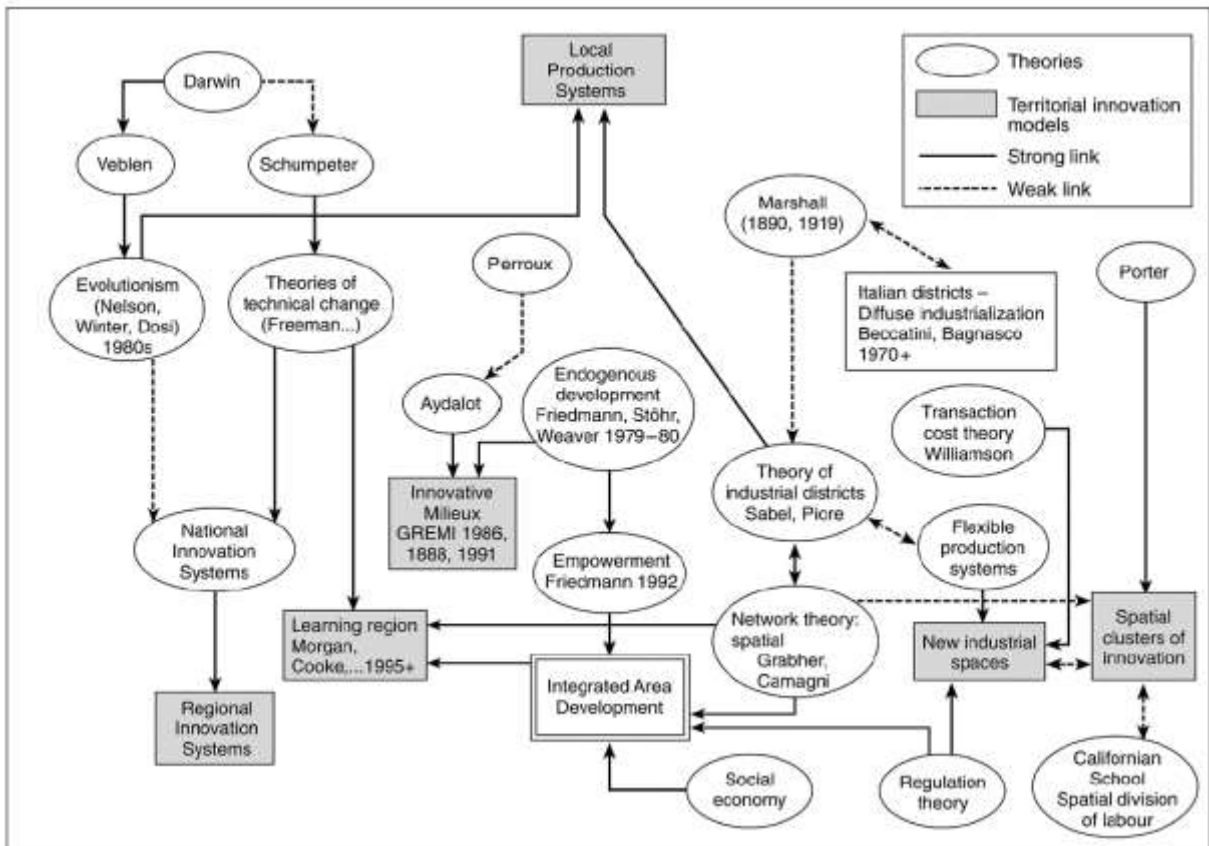 Darwin
Veblen
Schumpeter
Local
Production
Systems
Theories
Territorial innovation
models
Strong link
Weak link
Evolutionism
(Nelson,
Winter, Dosi)
1980s
Theories of
technical change
(Freeman...)
Perroux
Marshall
(1890, 1919)
Italian districts –
Diffuse industrialization
Beccatini, Bagnasco
1970+
Porter
Aydalot
Endogenous
development
Friedmann, Stöhr,
Weaver 1979–80
Transaction
cost theory
Williamson
Innovative
Milieux
GREMI 1986,
1888, 1991
Theory of
industrial districts
Sabel, Piore
National
Innovation
Systems
Empowerment
Friedmann 1992
Flexible
production
systems
Learning region
Morgan,
Cooke,...1995+
Network theory:
spatial
Grabher,
Camagni
New industrial
spaces
Spatial
clusters of
innovation
Regional
Innovation
Systems
Integrated Area
Development
Social
economy
Regulation
theory
Californian
School
Spatial division
of labour